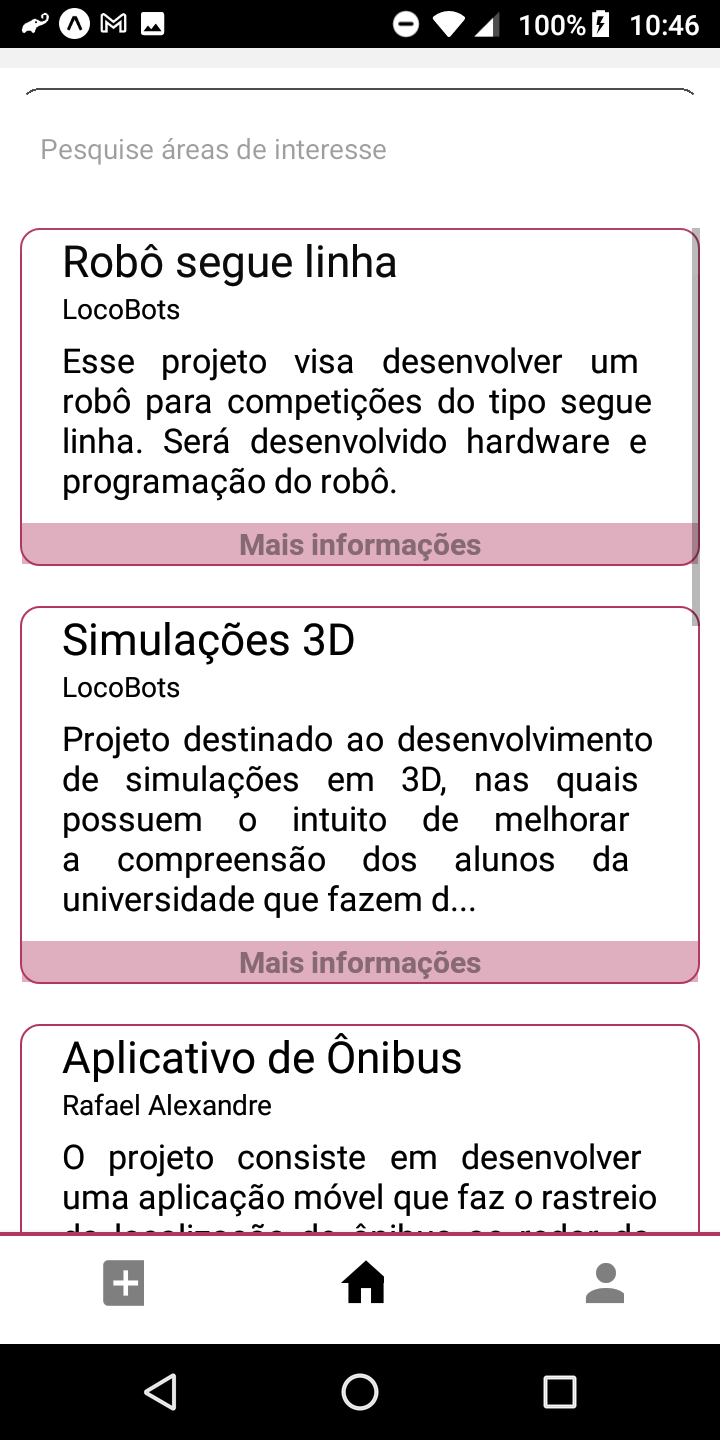 100% 10:46
Pesquise áreas de interesse
Robô segue linha
LocoBots
Esse projeto visa desenvolver um
robô para competições do tipo segue
linha. Será desenvolvido hardware e
programação do robô.
Mais informações
Simulações 3D
LocoBots
Projeto destinado ao desenvolvimento
de simulações em 3D, nas quais
possuem o intuito de melhorar
a compreensão dos alunos da
universidade que fazem d...
Mais informações
Aplicativo de Ônibus
Rafael Alexandre
O projeto consiste em desenvolver
uma aplicação móvel que faz o rastreio